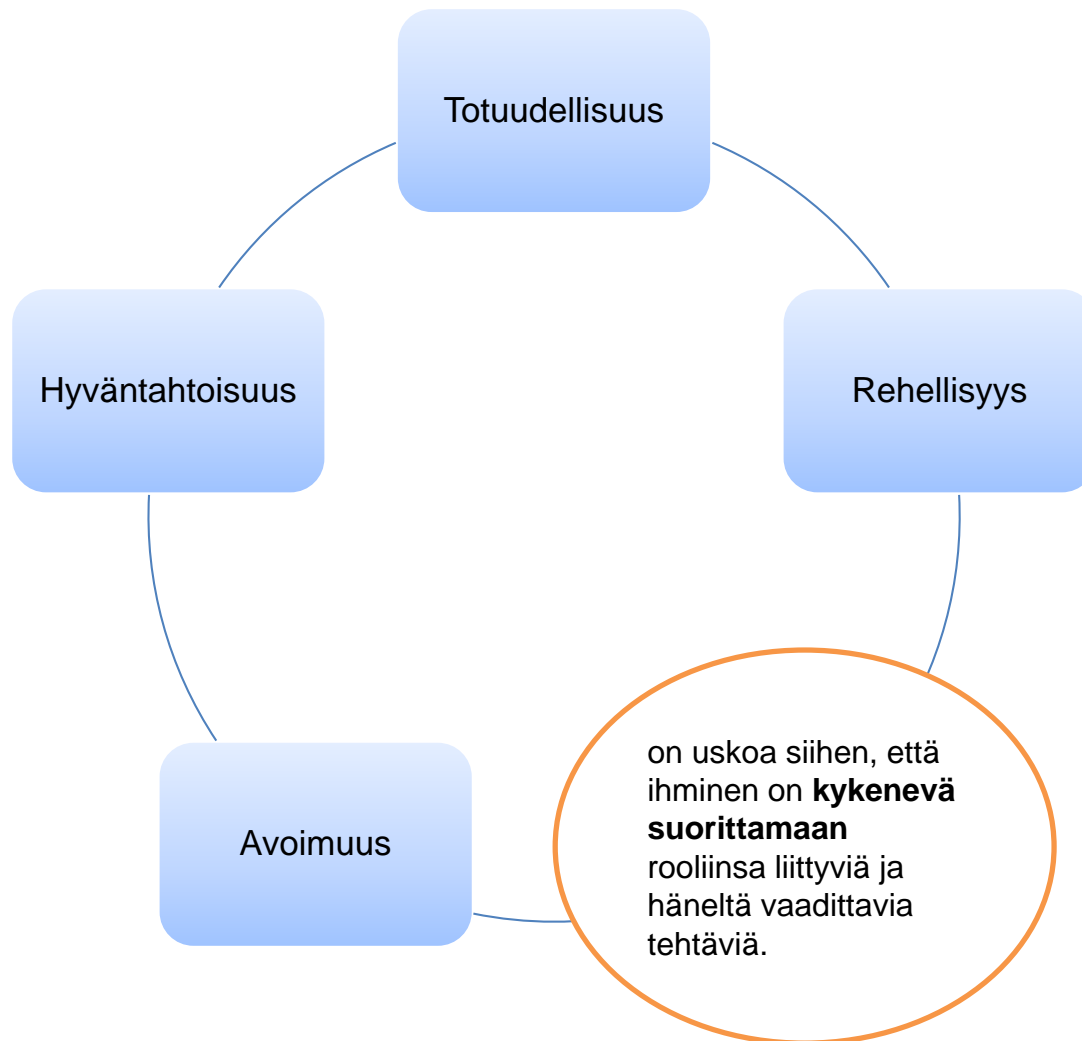 Totuudellisuus
Hyväntahtoisuus
Rehellisyys
Avoimuus
on uskoa siihen, että
ihminen on kykenevä
suorittamaan
rooliinsa liittyviä ja
häneltä vaadittavia
tehtäviä.